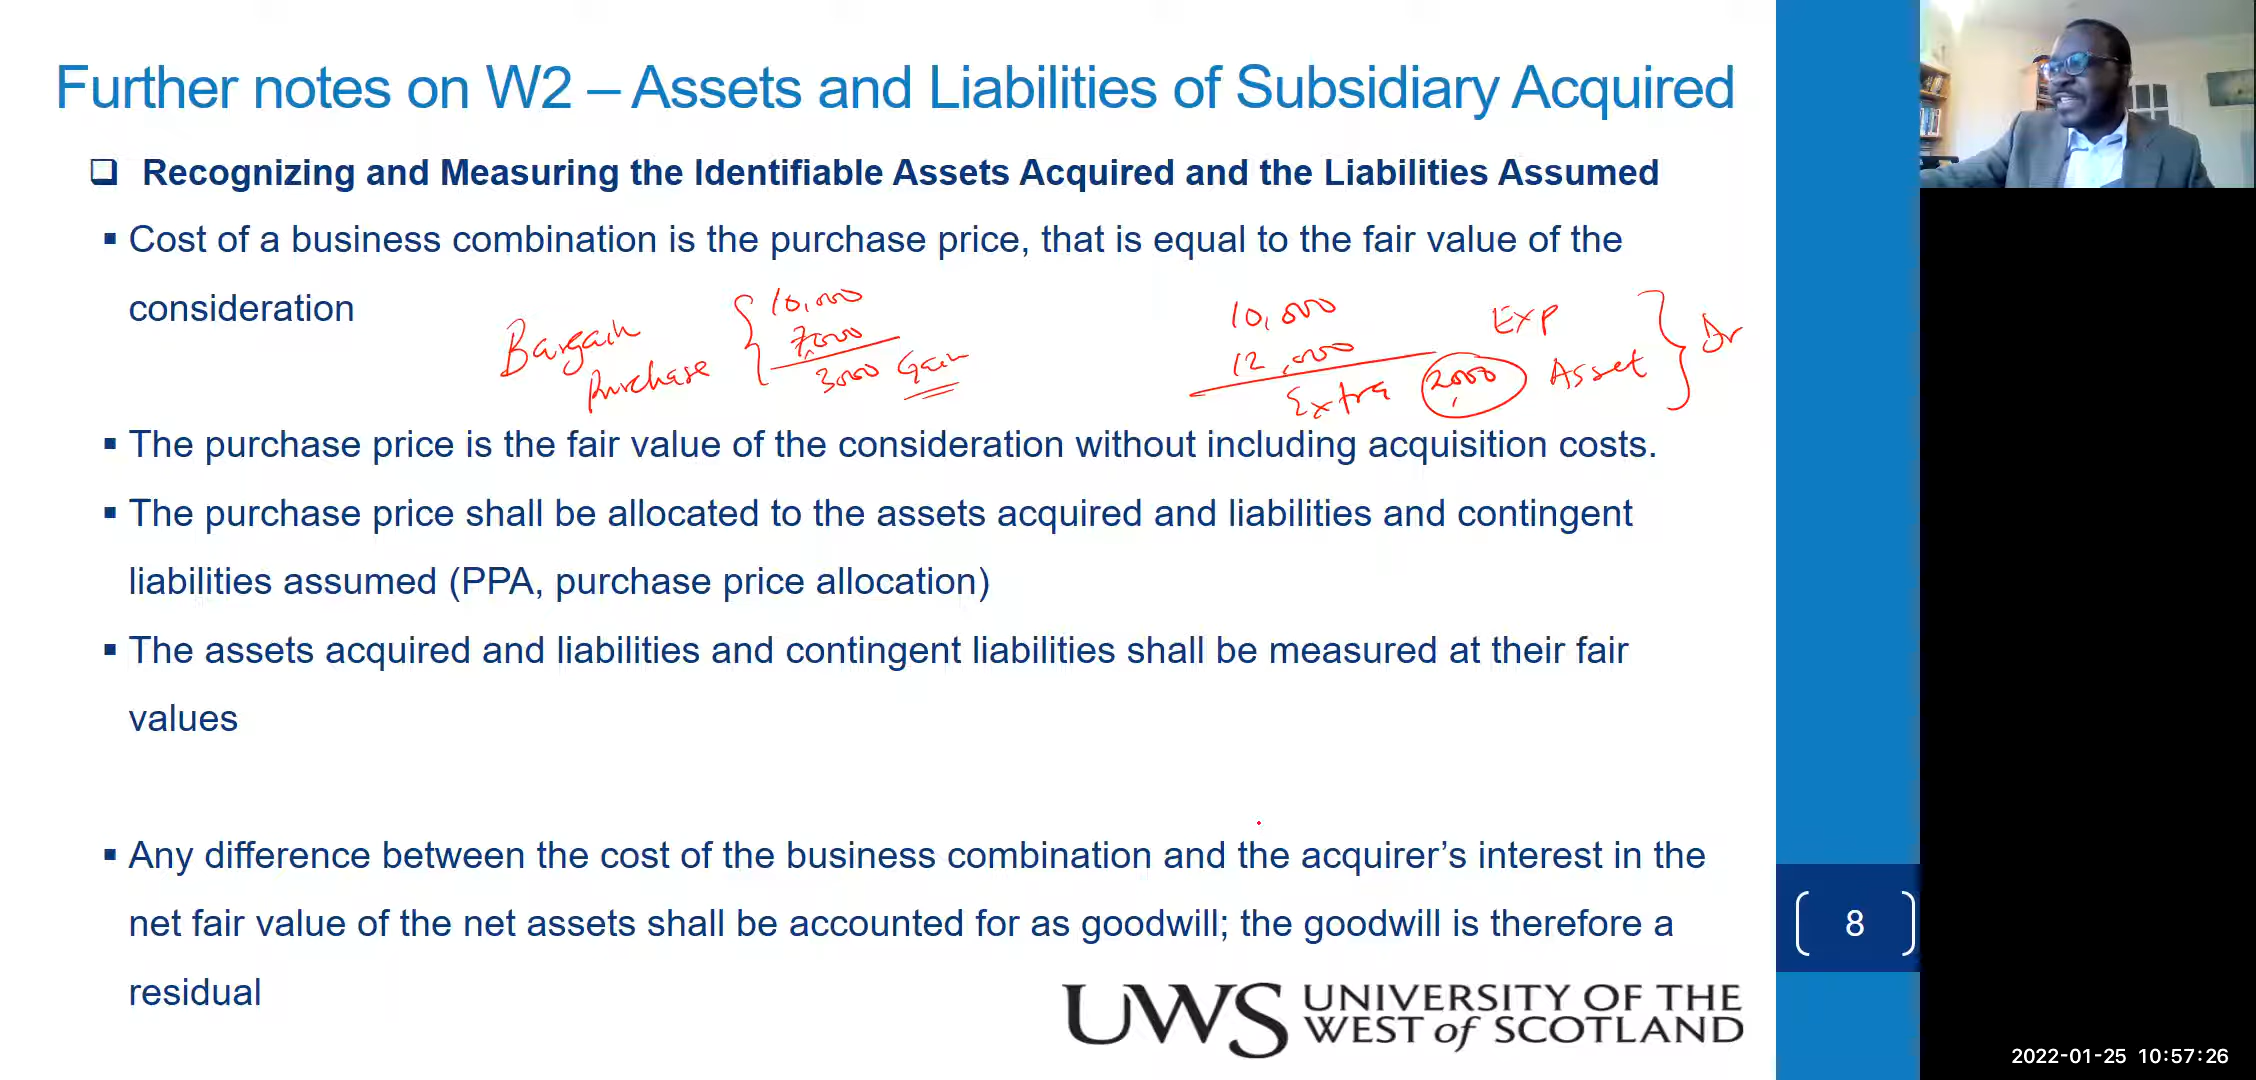 Further notes on W2 – Assets and Liabilities of Subsidiary Acquired
Recognizing and Measuring the Identifiable Assets Acquired and the Liabilities Assumed
Cost of a business combination is the purchase price, that is equal to the fair value of the
consideration
Bargain
Purchase
10,000
7,000
3000 Gain
10,000
12,000
Extra 2,000
Exp
Asset
Dr
The purchase price is the fair value of the consideration without including acquisition costs.
The purchase price shall be allocated to the assets acquired and liabilities and contingent
liabilities assumed (PPA, purchase price allocation)
The assets acquired and liabilities and contingent liabilities shall be measured at their fair
values
Any difference between the cost of the business combination and the acquirer’s interest in the
net fair value of the net assets shall be accounted for as goodwill; the goodwill is therefore a
residual
UWS UNIVERSITY OF THE
WEST of SCOTLAND
8
2022-01-25 10:57:26